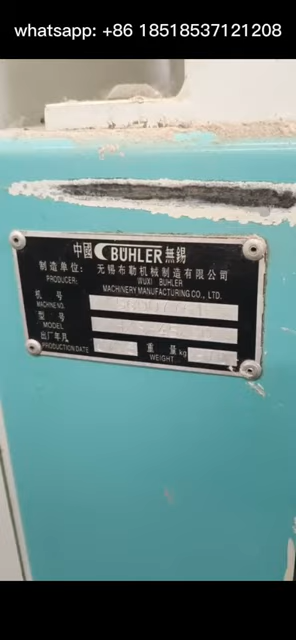 whatsapp: +86 18518537121208
中國 BÜHLER 無錫
制造单位: 无锡布勒机械制造有限公司
PRODUCER: WUXI BUHLER
MACHINERY MANUFACTURING CO., LTD.
机号
MACHINE NO.
型号
MODEL
出厂年月 重量 kg
PRODUCTION DATE WEIGHT